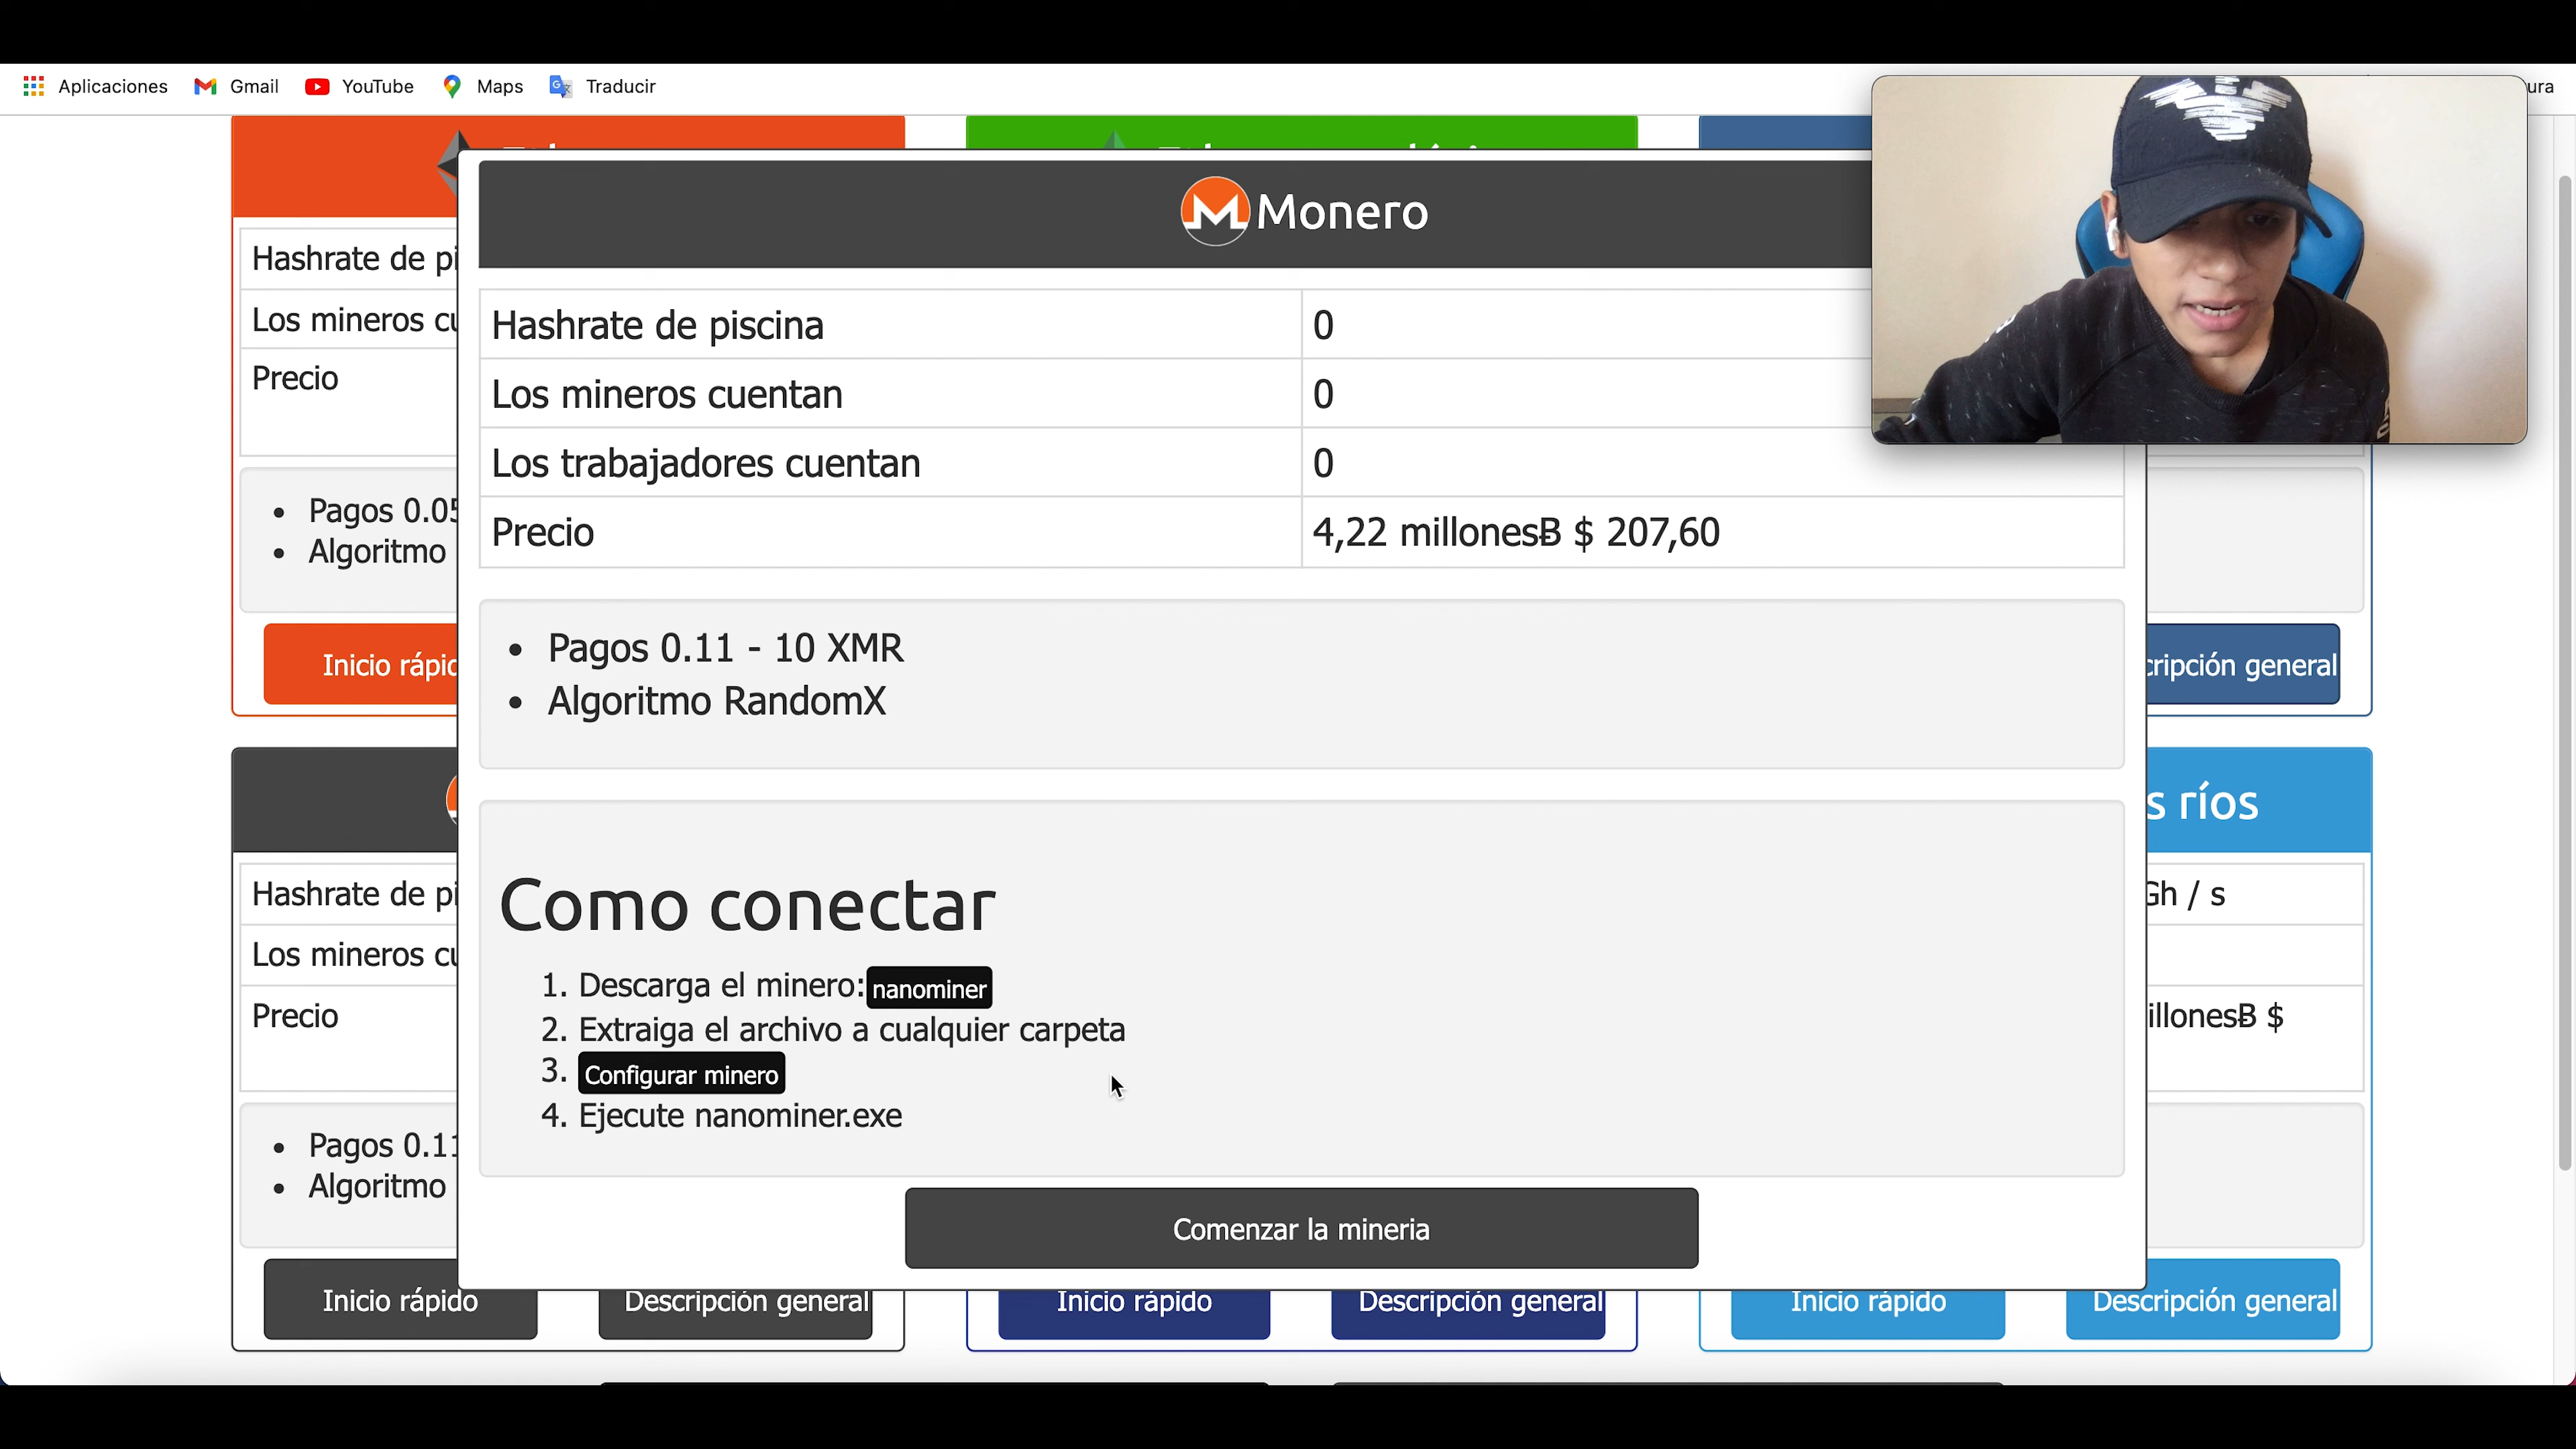 Aplicaciones Gmail YouTube Maps Traducir
ura
Monero
Hashrate de pi
Los mineros cu
Precio
Pagos 0.05
Algoritmo
Inicio rápid
Hashrate de piscina 0
Los mineros cuentan 0
Los trabajadores cuentan 0
Precio 4,22 millonesɃ $ 207,60
Pagos 0.11 - 10 XMR
Algoritmo RandomX
Como conectar
1. Descarga el minero: nanominer
2. Extraiga el archivo a cualquier carpeta
3. Configurar minero
4. Ejecute nanominer.exe
Comenzar la mineria
cripción general
s ríos
Gh / s
illonesɃ $
Hashrate de pi
Los mineros cu
Precio
Pagos 0.11
Algoritmo
Inicio rápido Descripción general Inicio rápido Descripción general Inicio rápido Descripción general